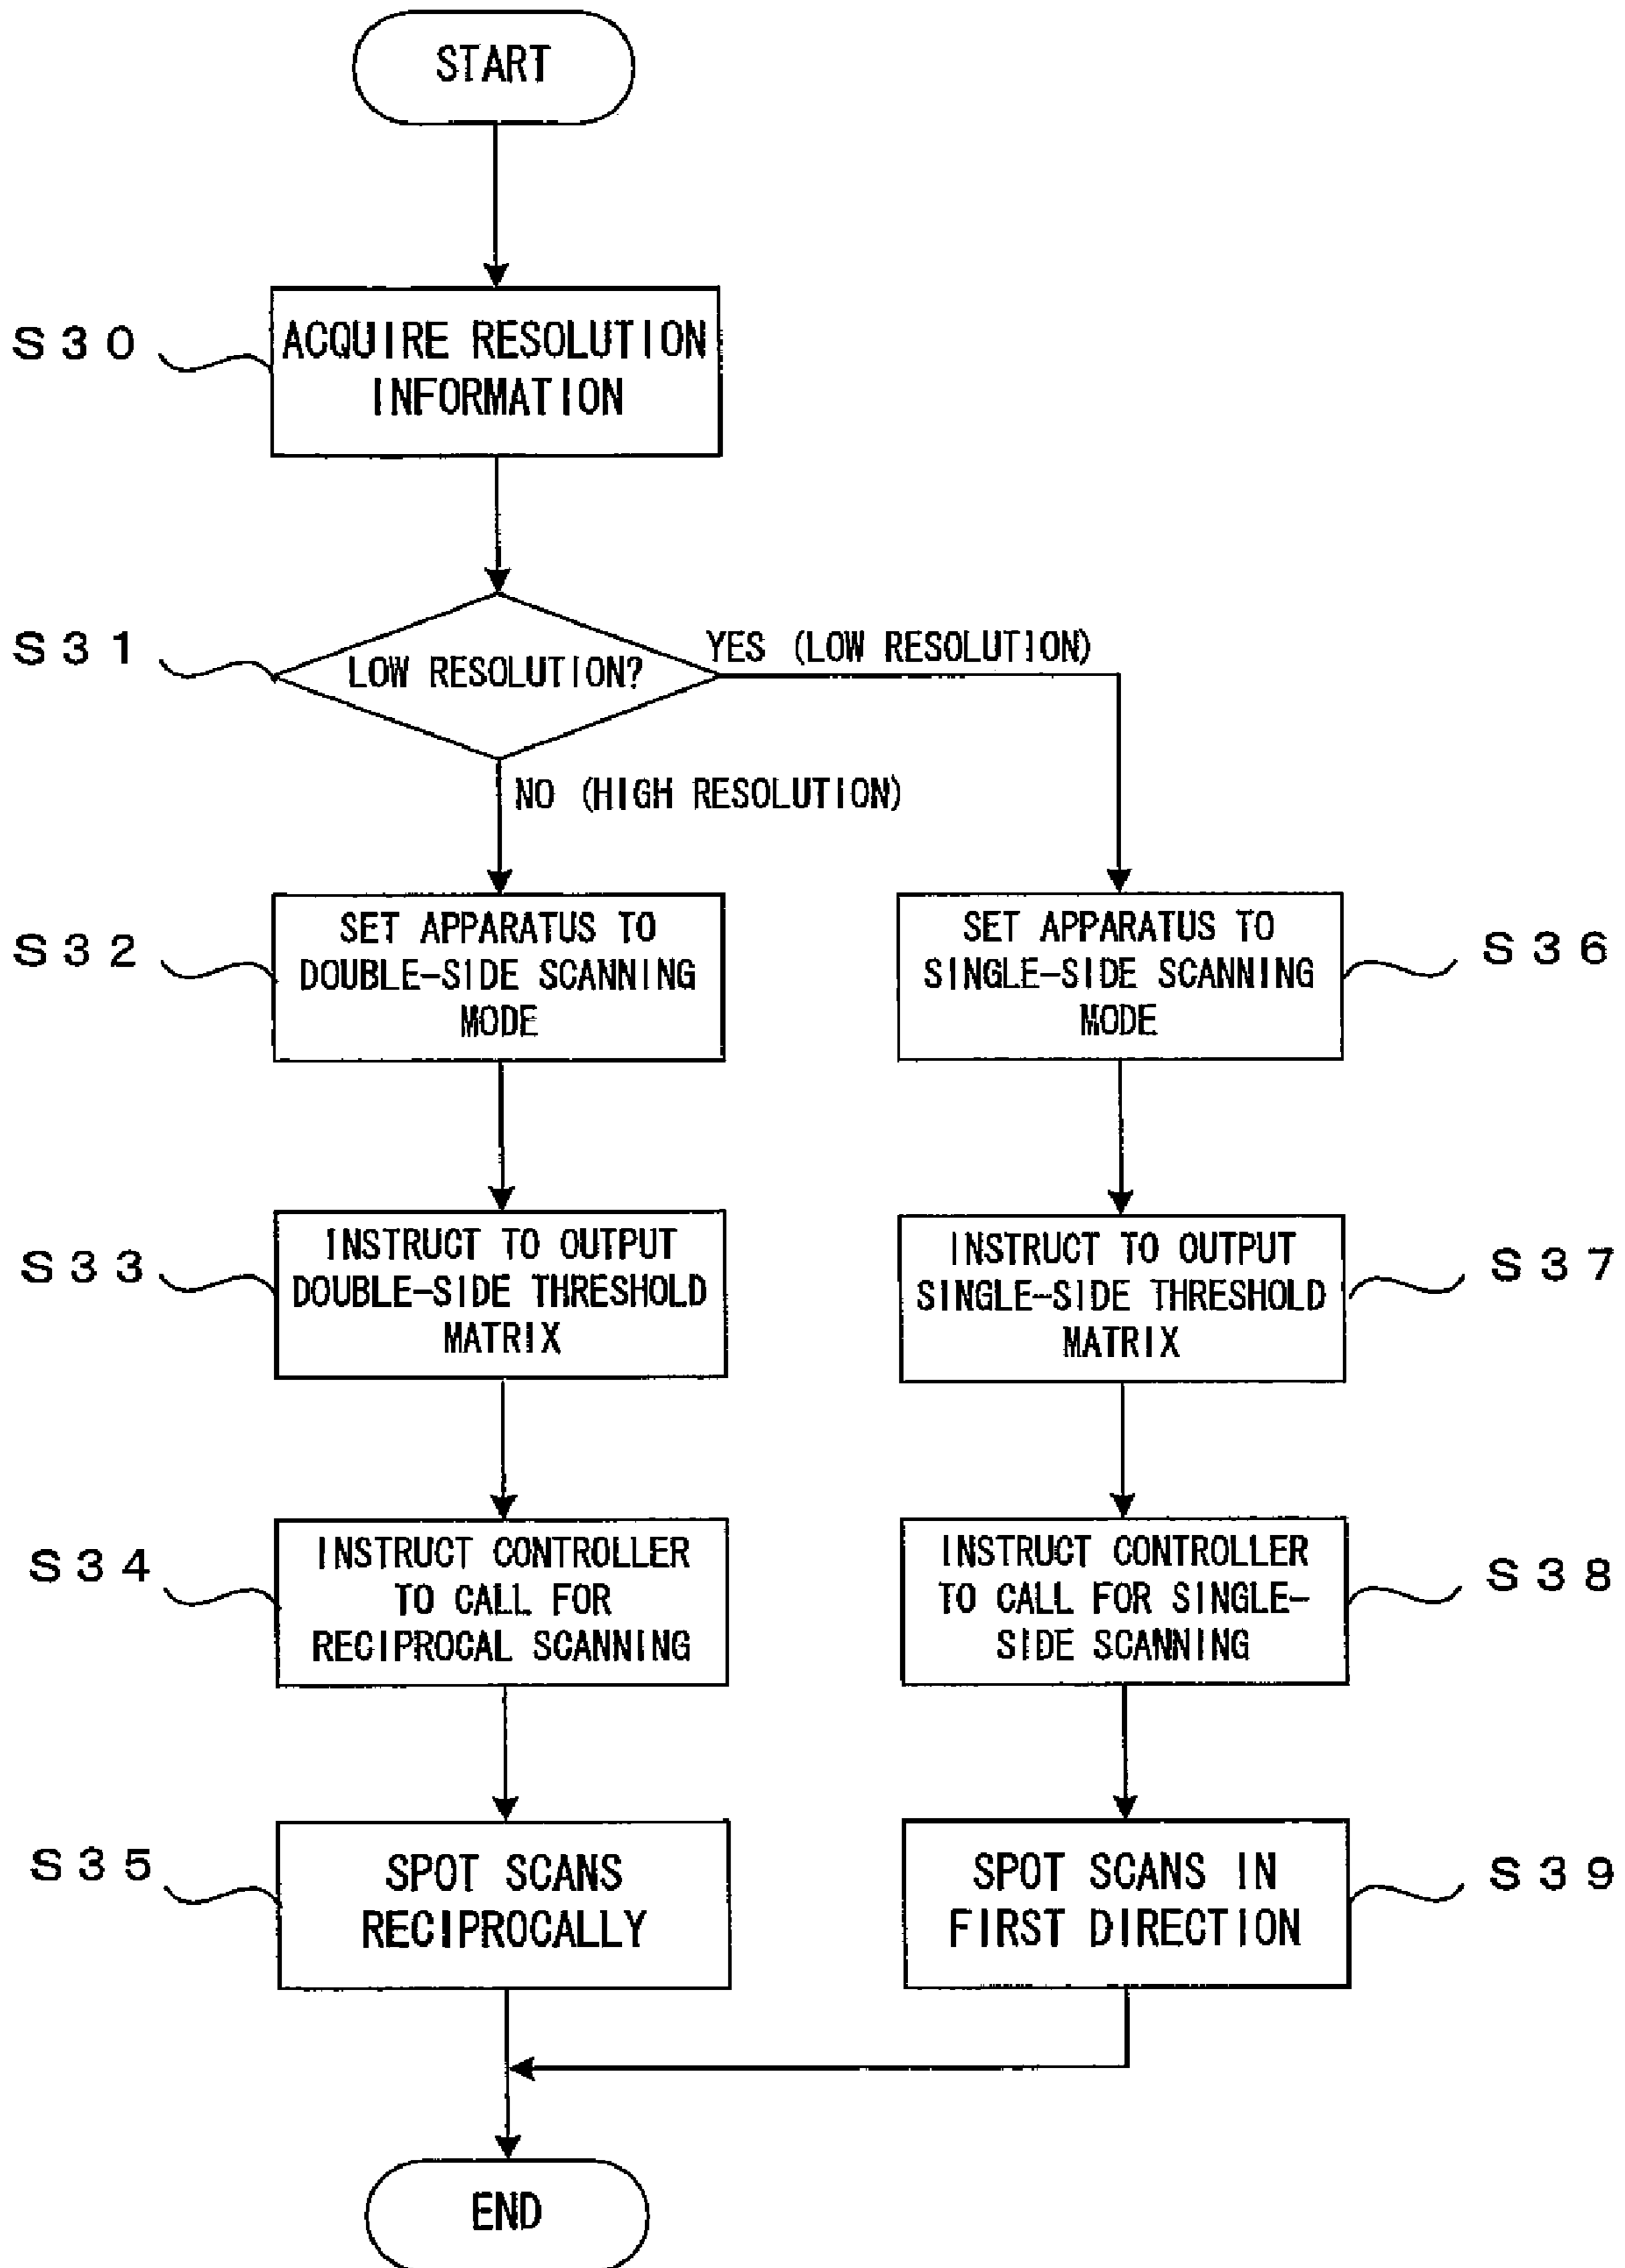 START
S30
ACQUIRE RESOLUTION
INFORMATION
S31
LOW RESOLUTION?
YES (LOW RESOLUTION)
NO (HIGH RESOLUTION)
S32
SET APPARATUS TO
DOUBLE-SIDE SCANNING
MODE
SET APPARATUS TO
SINGLE-SIDE SCANNING
MODE
S36
S33
INSTRUCT TO OUTPUT
DOUBLE-SIDE THRESHOLD
MATRIX
INSTRUCT TO OUTPUT
SINGLE-SIDE THRESHOLD
MATRIX
S37
S34
INSTRUCT CONTROLLER
TO CALL FOR
RECIPROCAL SCANNING
INSTRUCT CONTROLLER
TO CALL FOR SINGLE-
SIDE SCANNING
S38
S35
SPOT SCANS
RECIPROCALLY
SPOT SCANS IN
FIRST DIRECTION
S39
END